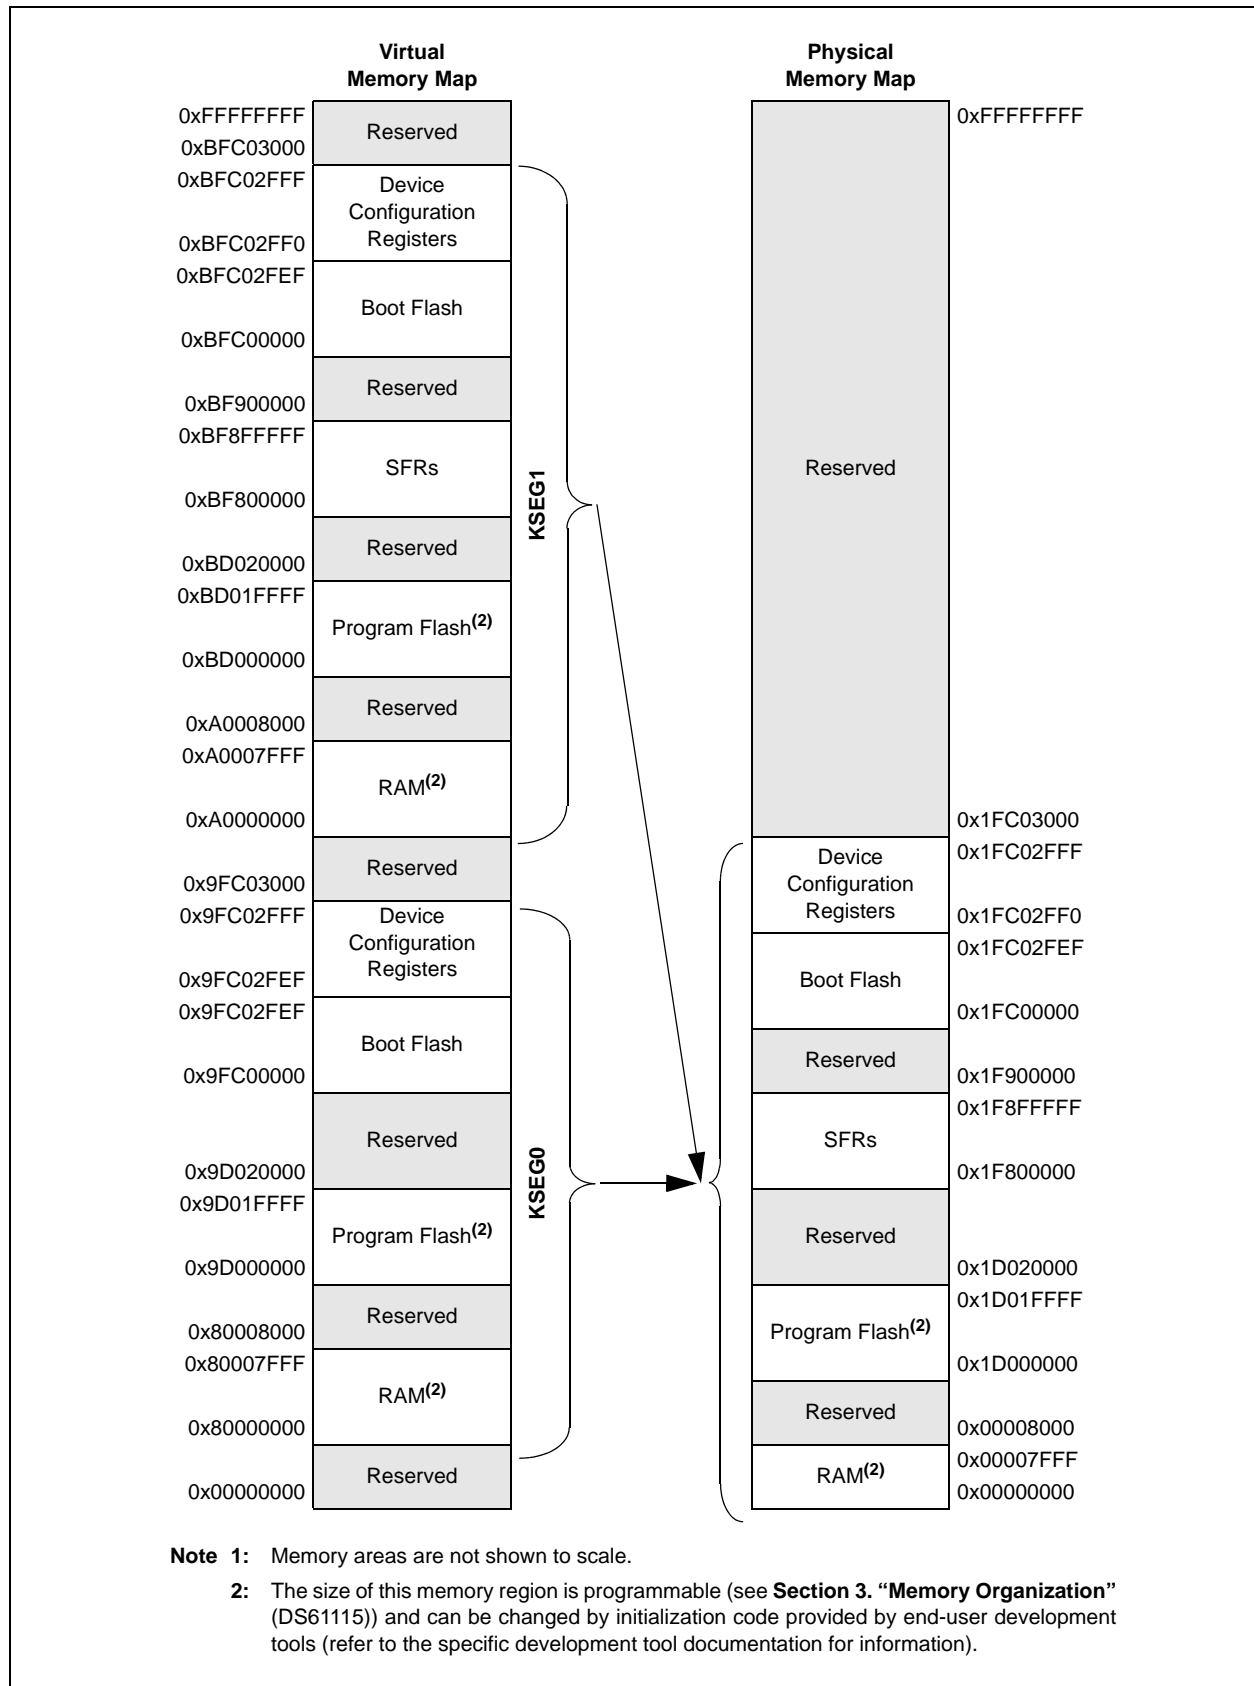 Virtual
Memory Map
0xFFFFFFFF
Reserved
0xBFC03000
0xBFC02FFF
Device
Configuration
Registers
0xBFC02FF0
0xBFC02FEF
Boot Flash
0xBFC00000
Reserved
0xBF900000
0xBF8FFFFF
SFRs
0xBF800000
Reserved
0xBD020000
0xBD01FFFF
Program Flash(2)
0xBD000000
Reserved
0xA0008000
0xA0007FFF
RAM(2)
0xA0000000
Reserved
0x9FC03000
0x9FC02FFF
Device
Configuration
Registers
0x9FC02FEF
0x9FC02FEF
Boot Flash
0x9FC00000
Reserved
0x9D020000
0x9D01FFFF
Program Flash(2)
0x9D000000
Reserved
0x80008000
0x80007FFF
RAM(2)
0x80000000
Reserved
0x00000000
KSEG1
KSEG0
Physical
Memory Map
0xFFFFFFFF
Reserved
0x1FC03000
0x1FC02FFF
Device
Configuration
Registers
0x1FC02FF0
0x1FC02FEF
Boot Flash
0x1FC00000
Reserved
0x1F900000
0x1F8FFFFF
SFRs
0x1F800000
Reserved
0x1D020000
0x1D01FFFF
Program Flash(2)
0x1D000000
Reserved
0x00008000
0x00007FFF
RAM(2)
0x00000000
Note 1: Memory areas are not shown to scale.
2: The size of this memory region is programmable (see Section 3. “Memory Organization”
(DS61115)) and can be changed by initialization code provided by end-user development
tools (refer to the specific development tool documentation for information).